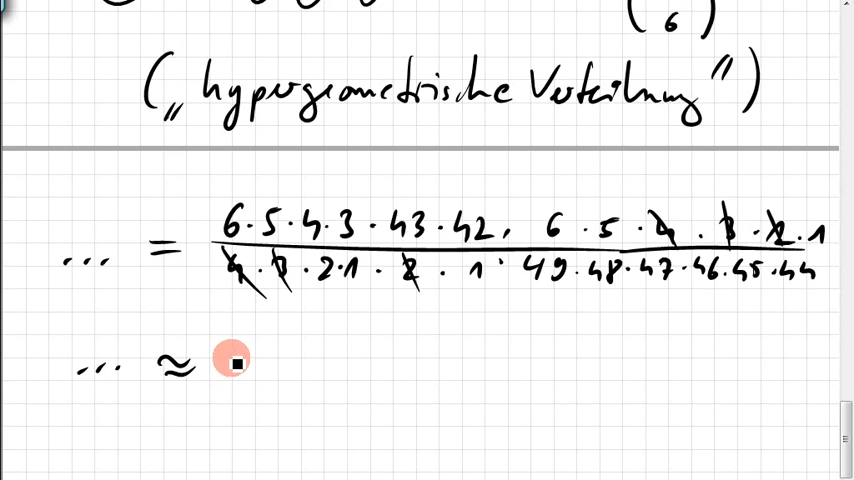 ( 6 )
(„hypergeometrische Verteilung")
... = 6·5·4·3·43·42· 6·5·4·3·2·1
4·3·2·1·2·1·49·48·47·46·45·44
... ≈